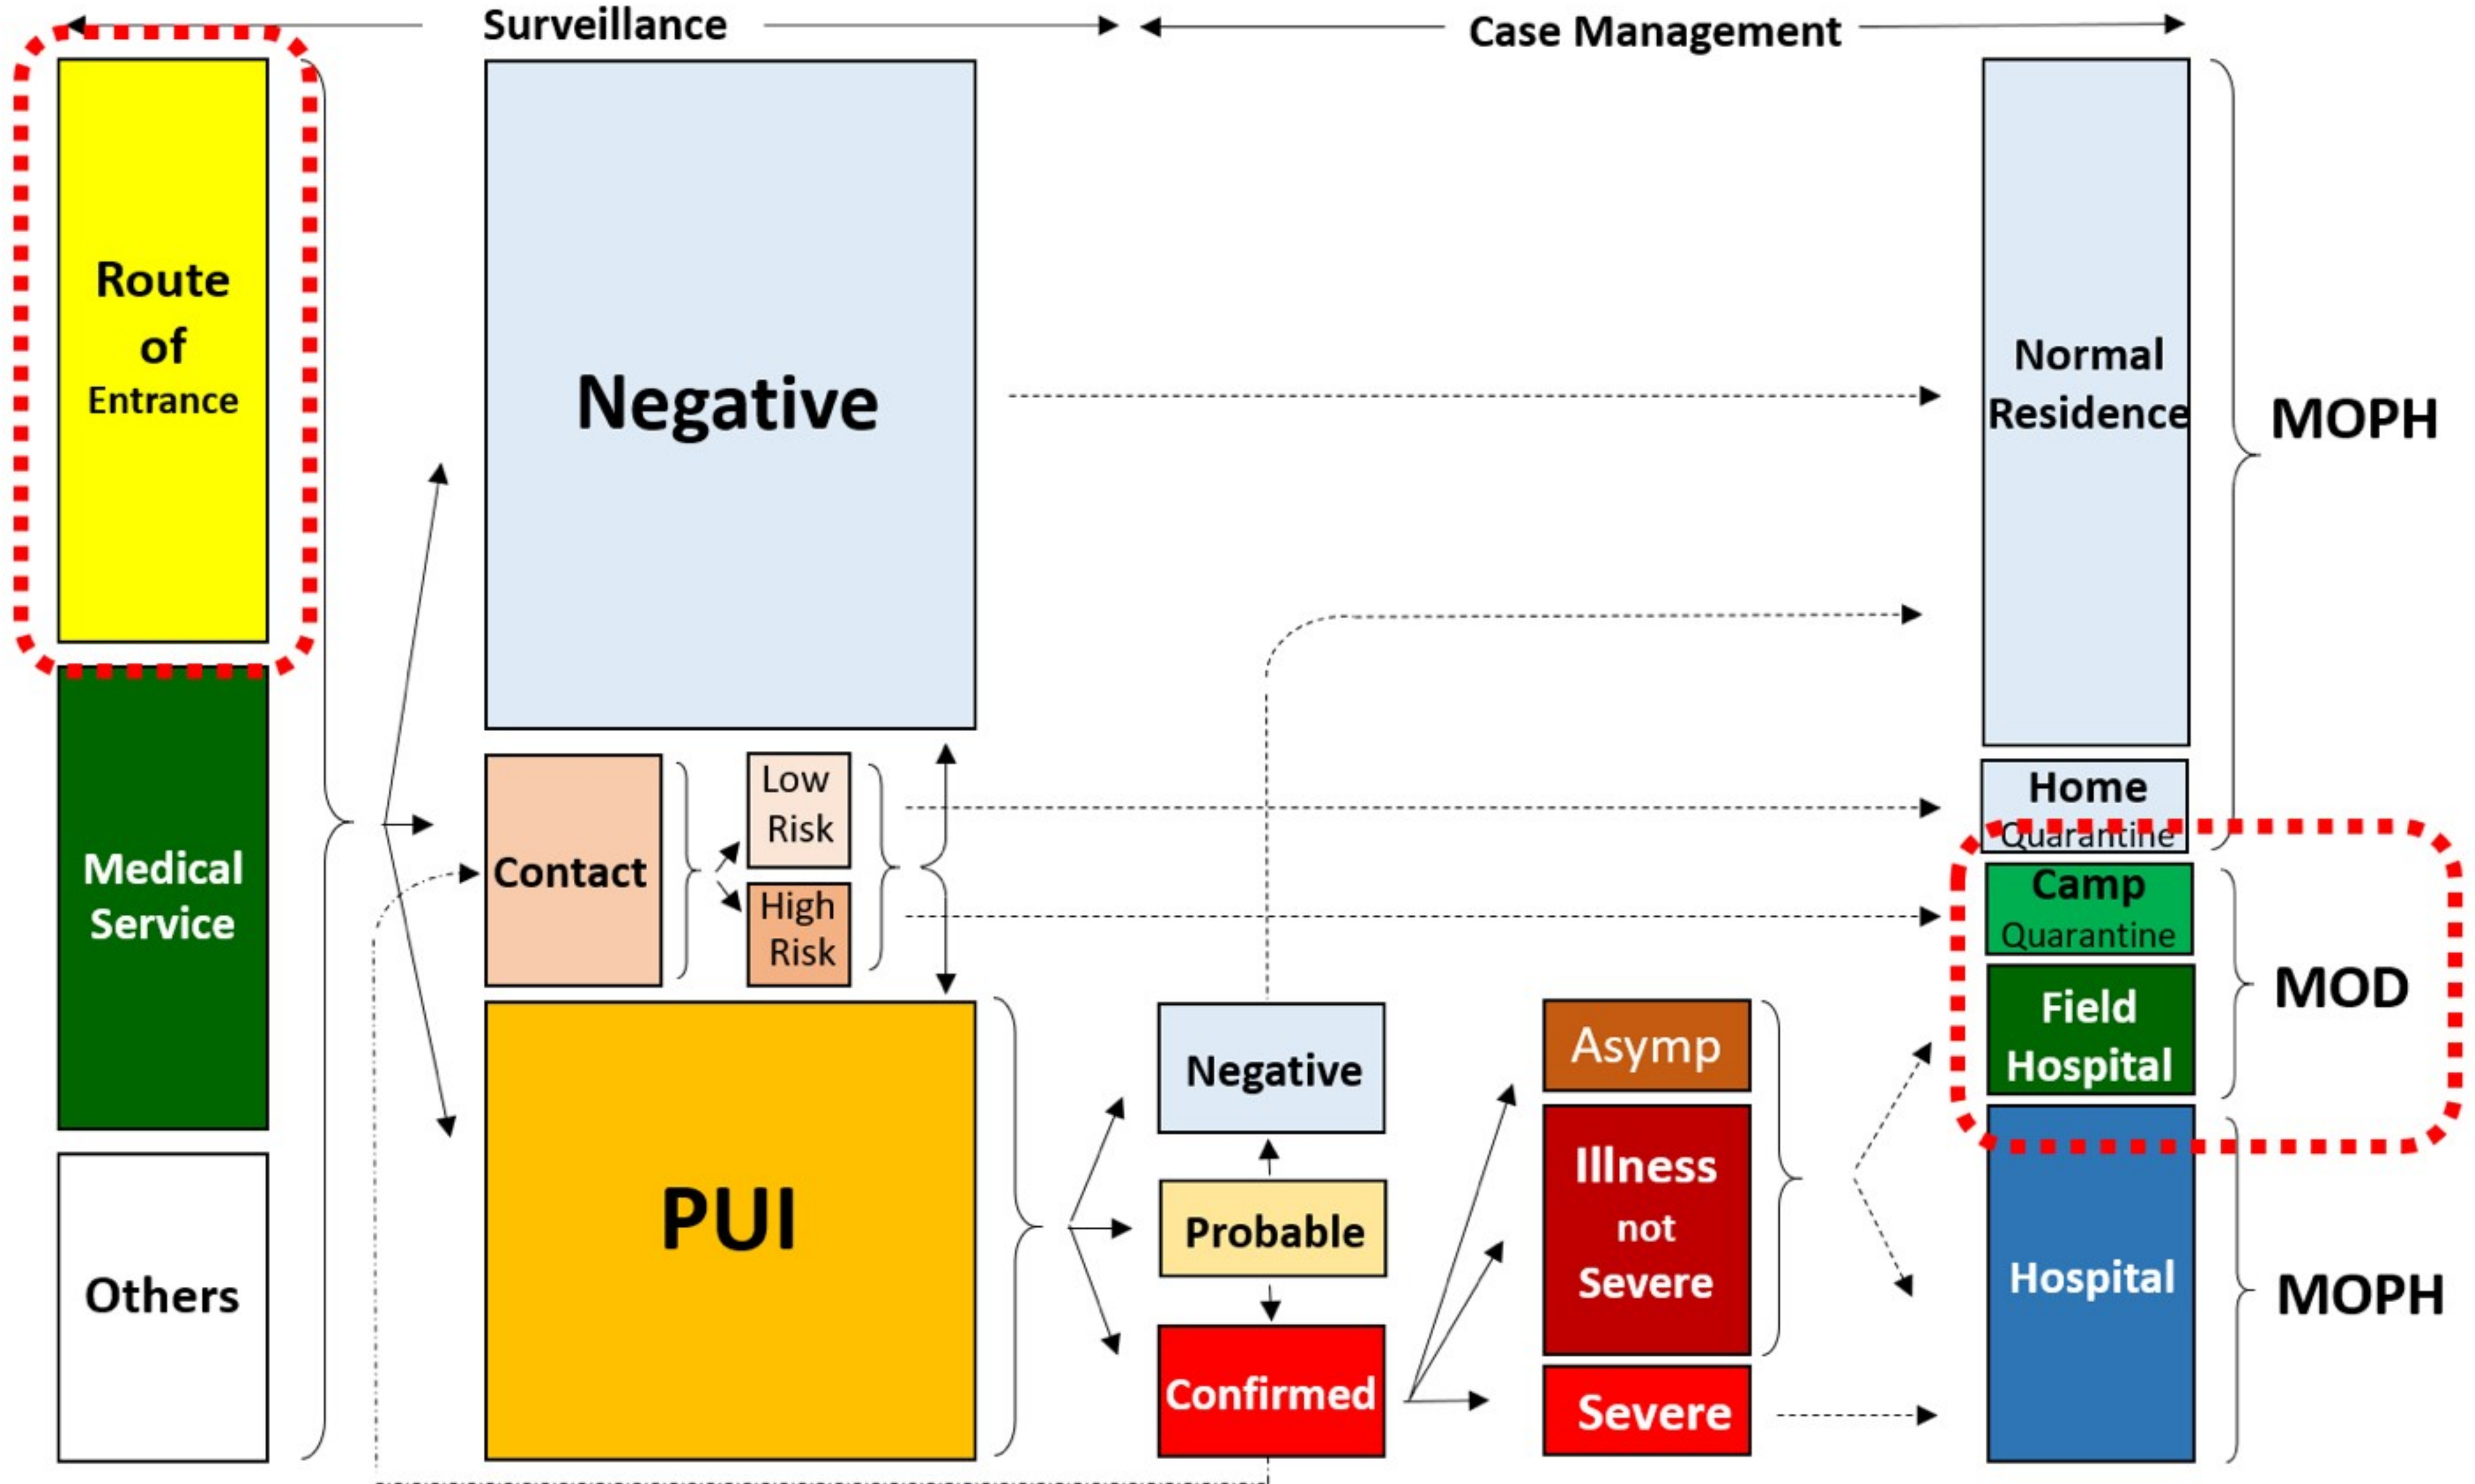 Surveillance
Case Management
Route
of
Entrance
Medical
Service
Others
Negative
Contact
Low
Risk
High
Risk
PUI
Negative
Probable
Confirmed
Asymp
Illness
not
Severe
Severe
Normal
Residence
Home
Quarantine
Camp
Quarantine
Field
Hospital
Hospital
MOPH
MOD
MOPH